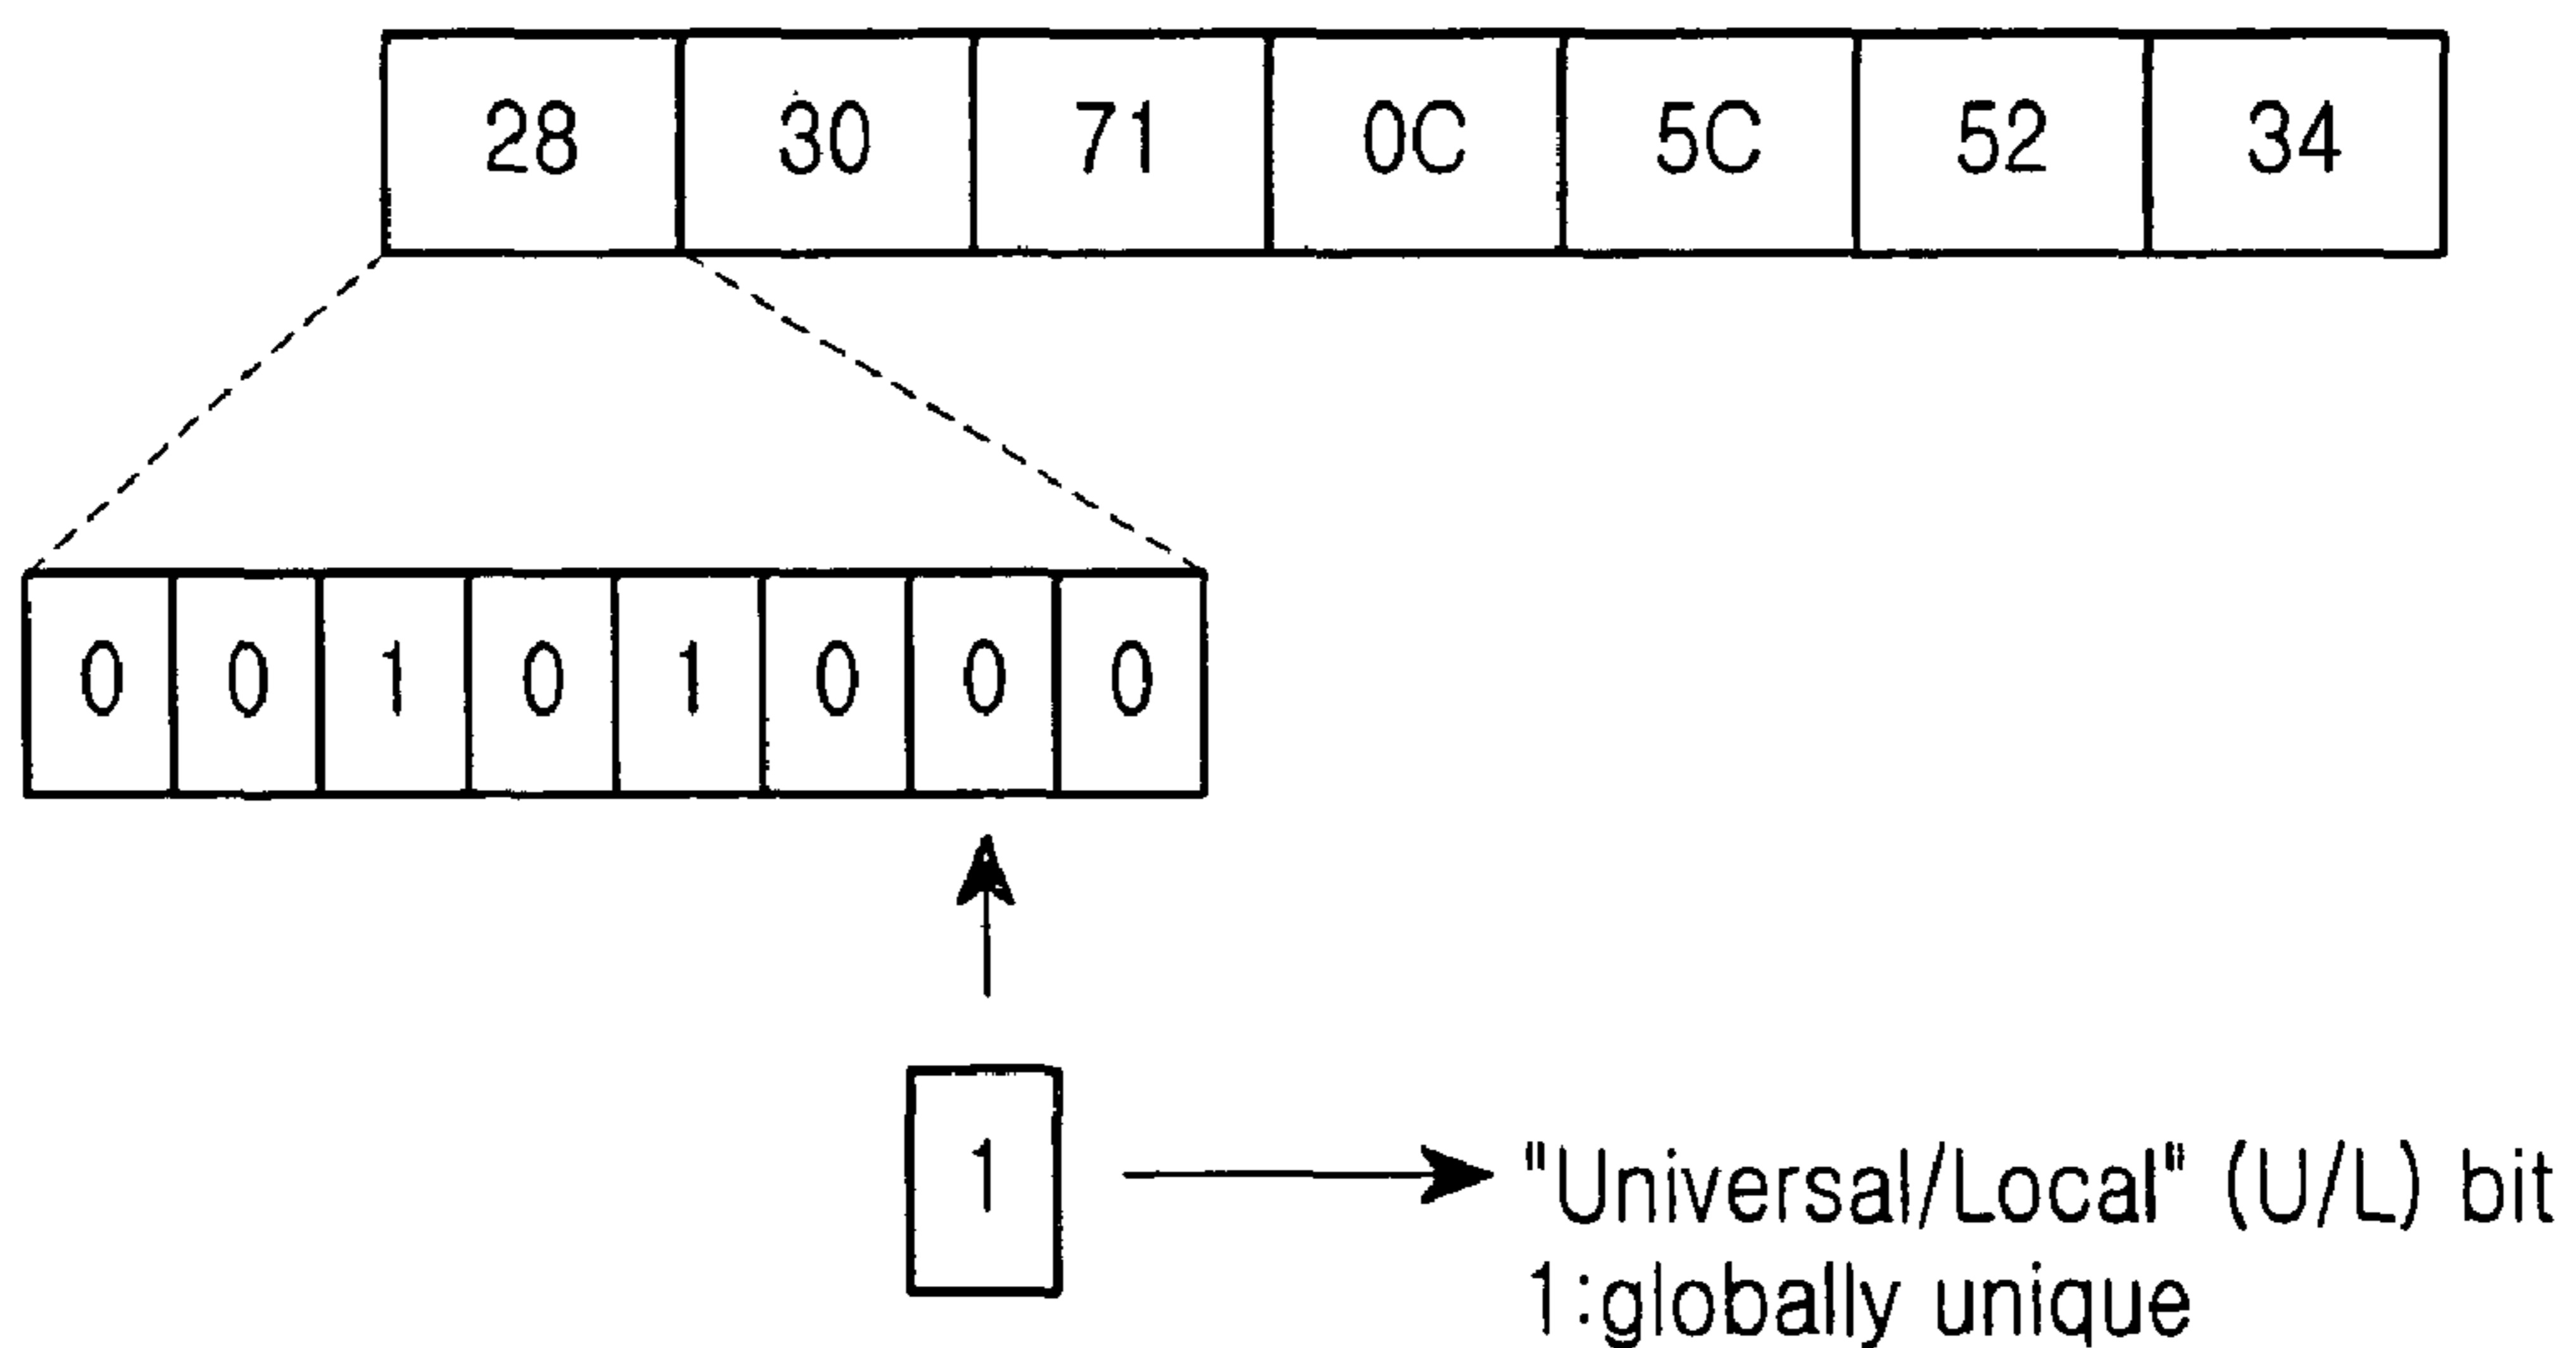 28 30 71 0C 5C 52 34
0 0 1 0 1 0 0 0
1
"Universal/Local" (U/L) bit
1:globally unique